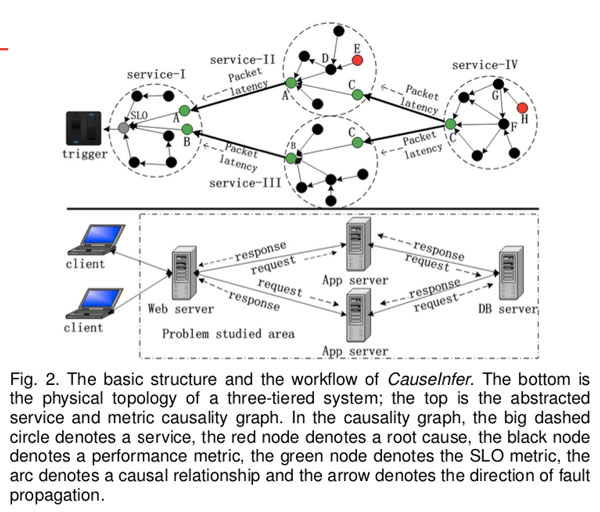 service-II
service-IV
service-I
Packet
latency
Packet
latency
D
E
A
C
G
H
F
C
SLO
A
B
trigger
B
C
Packet
latency
Packet
latency
service-III
client
client
Web server
response
request
request
response
App server
App server
response
request
response
request
DB server
Problem studied area
Fig. 2. The basic structure and the workflow of CauseInfer. The bottom is
the physical topology of a three-tiered system; the top is the abstracted
service and metric causality graph. In the causality graph, the big dashed
circle denotes a service, the red node denotes a root cause, the black node
denotes a performance metric, the green node denotes the SLO metric, the
arc denotes a causal relationship and the arrow denotes the direction of fault
propagation.